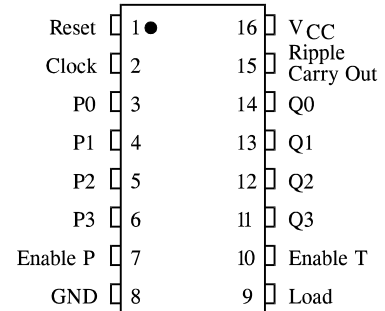 Reset 1 16 VCC
Clock 2 15 Ripple
Carry Out
P0 3 14 Q0
P1 4 13 Q1
P2 5 12 Q2
P3 6 11 Q3
Enable P 7 10 Enable T
GND 8 9 Load